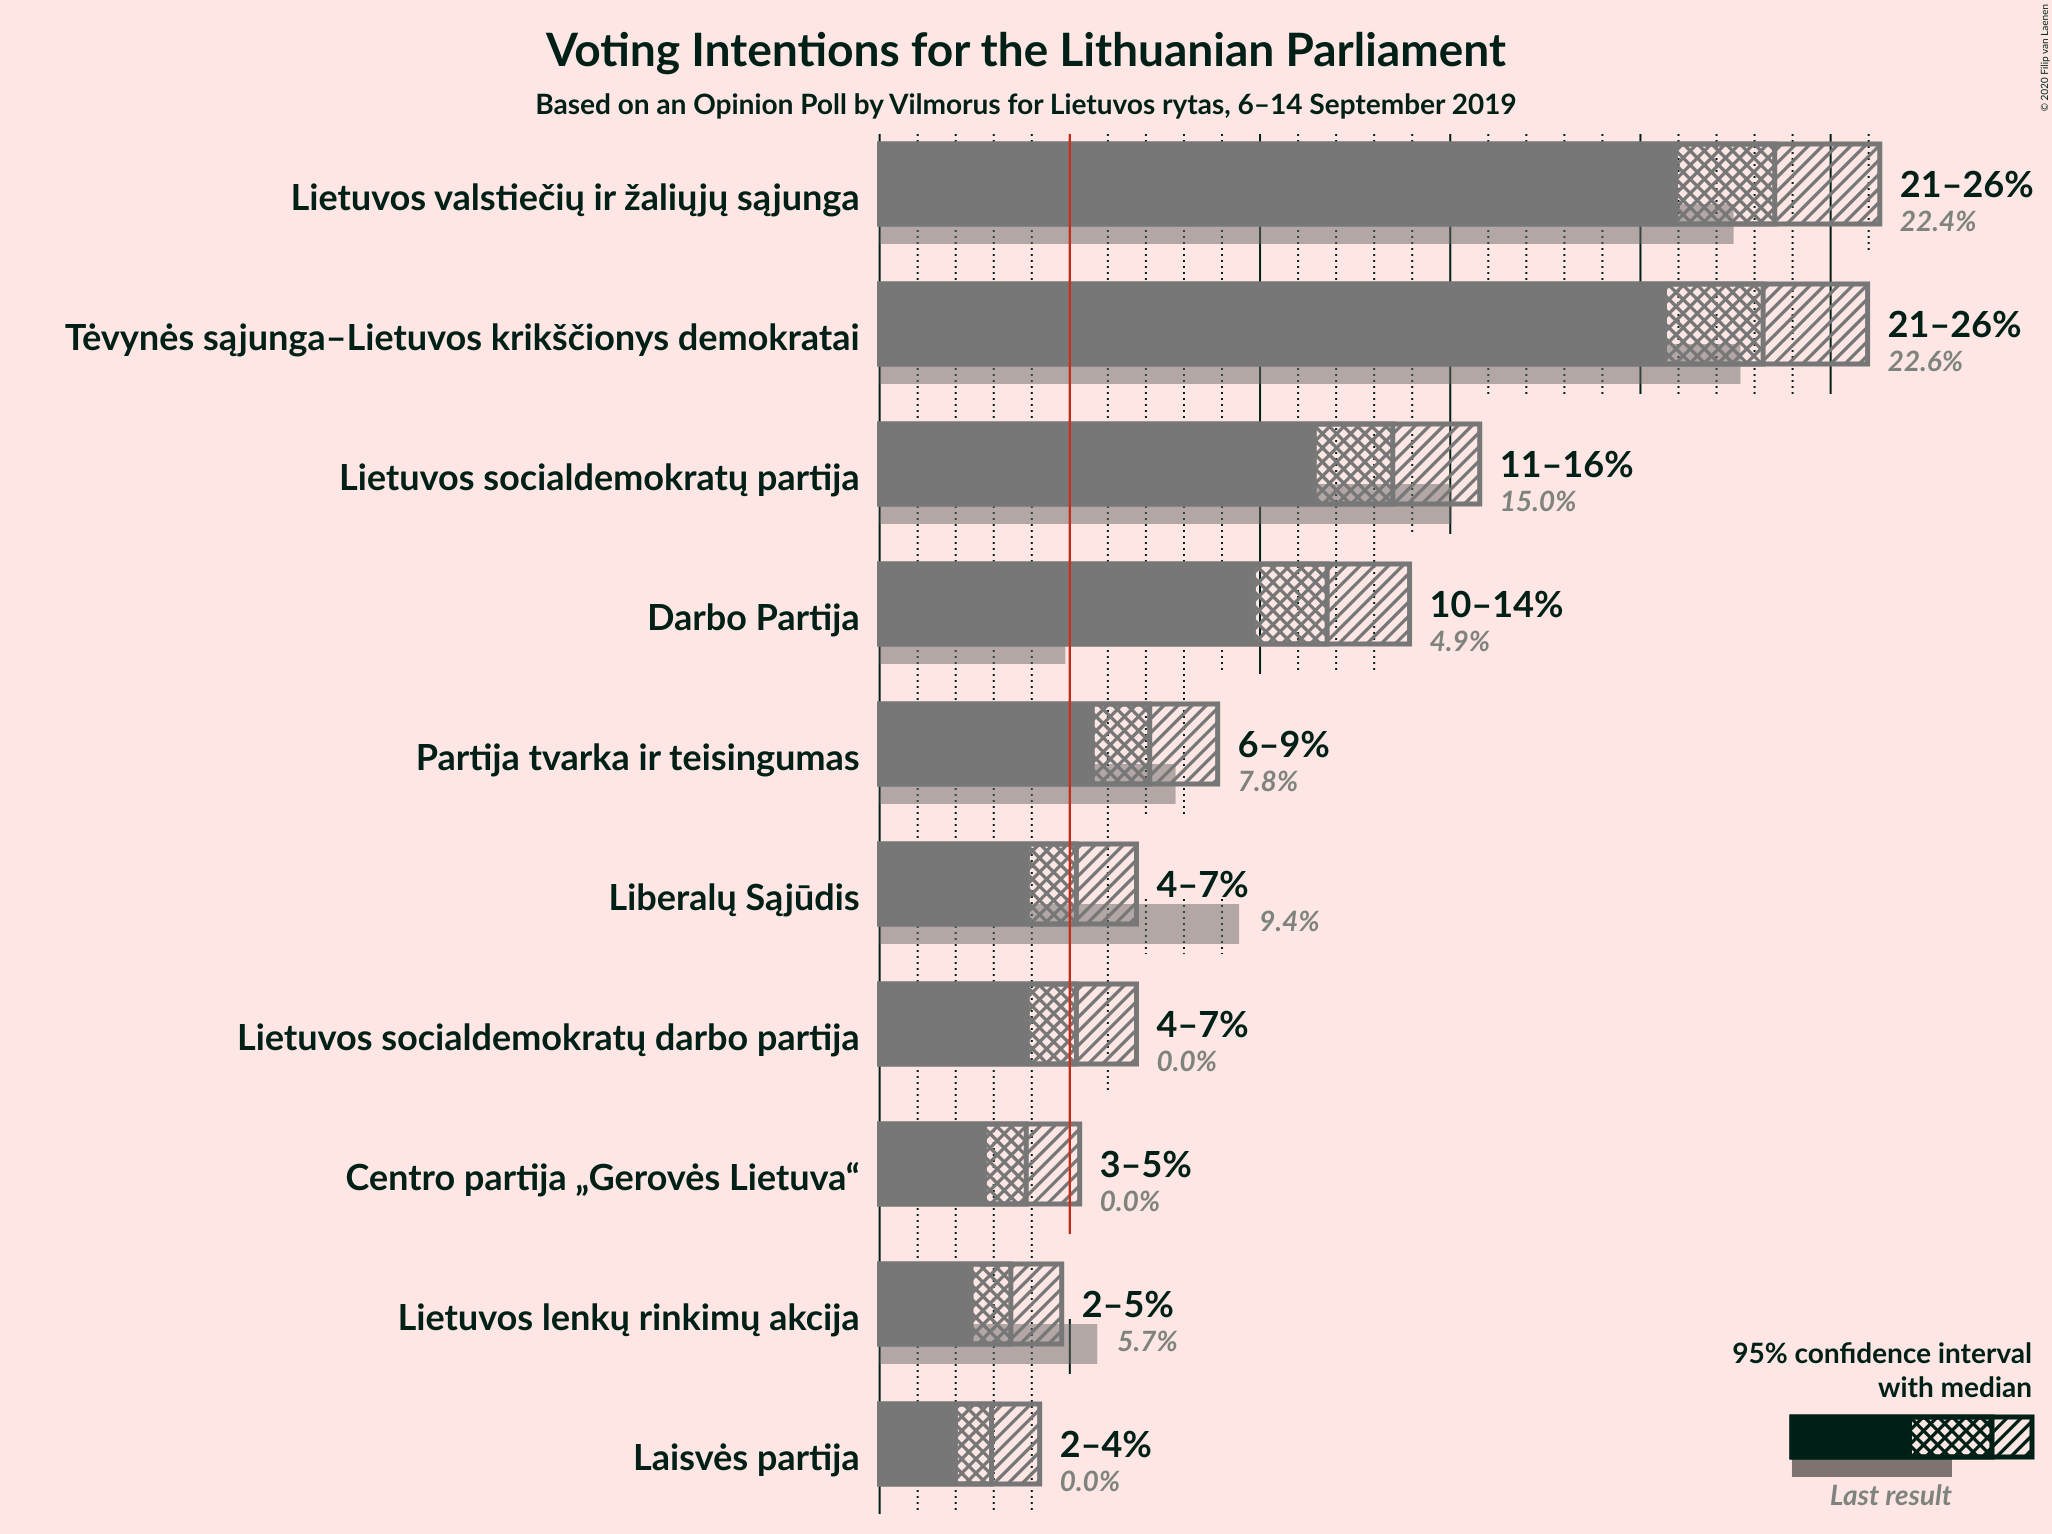 Voting Intentions for the Lithuanian Parliament
Based on an Opinion Poll by Vilmorus for Lietuvos rytas, 6–14 September 2019
© 2020 Filip van Laenen
Lietuvos valstiečių ir žaliųjų sąjunga
21–26%
22.4%
Tėvynės sąjunga–Lietuvos krikščionys demokratai
21–26%
22.6%
Lietuvos socialdemokratų partija
11–16%
15.0%
Darbo Partija
10–14%
4.9%
Partija tvarka ir teisingumas
6–9%
7.8%
Liberalų Sąjūdis
4–7%
9.4%
Lietuvos socialdemokratų darbo partija
4–7%
0.0%
Centro partija „Gerovės Lietuva“
3–5%
0.0%
Lietuvos lenkų rinkimų akcija
2–5%
5.7%
Laisvės partija
2–4%
0.0%
95% confidence interval
with median
Last result